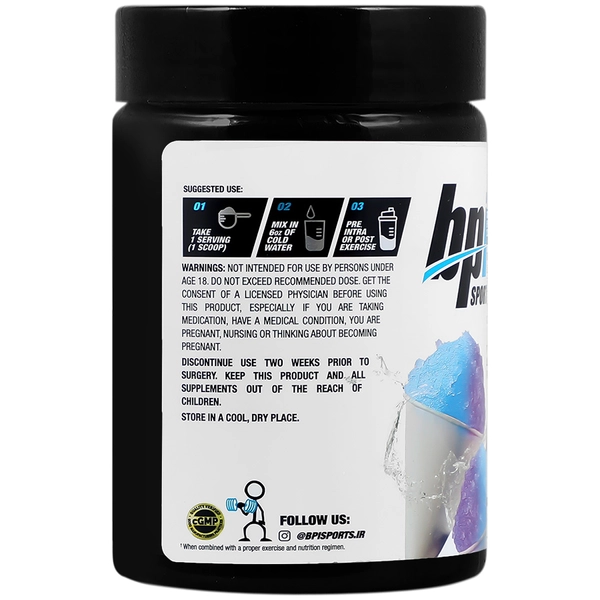 SUGGESTED USE:
01
TAKE
1 SERVING
(1 SCOOP)
02
MIX IN
6oz OF
COLD
WATER
03
PRE
INTRA
OR POST
EXERCISE
WARNINGS: NOT INTENDED FOR USE BY PERSONS UNDER
AGE 18. DO NOT EXCEED RECOMMENDED DOSE. GET THE
CONSENT OF A LICENSED PHYSICIAN BEFORE USING
THIS PRODUCT, ESPECIALLY IF YOU ARE TAKING
MEDICATION, HAVE A MEDICAL CONDITION, YOU ARE
PREGNANT, NURSING OR THINKING ABOUT BECOMING
PREGNANT.
DISCONTINUE USE TWO WEEKS PRIOR TO
SURGERY. KEEP THIS PRODUCT AND ALL
SUPPLEMENTS OUT OF THE REACH OF
CHILDREN.
STORE IN A COOL, DRY PLACE.
bpi
SPORT
cGMP
FOLLOW US:
@BPISPORTS.IR
† When combined with a proper exercise and nutrition regimen.